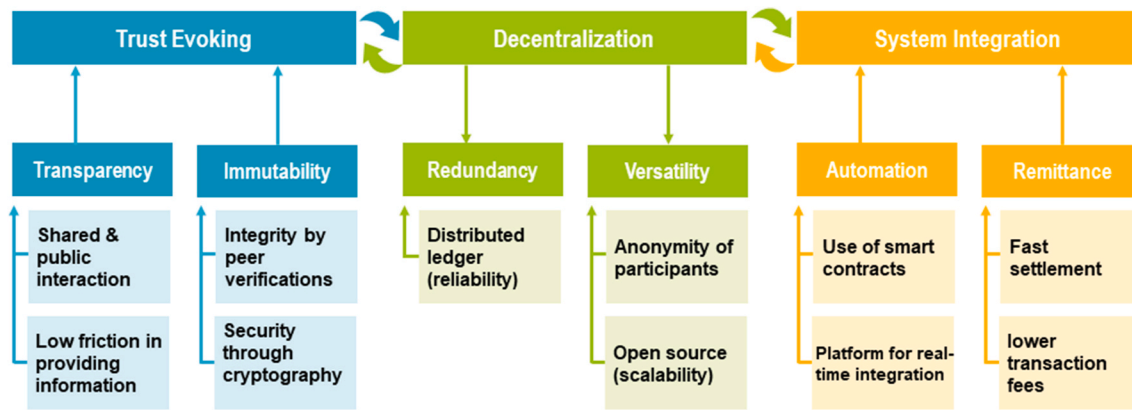 Trust Evoking
Decentralization
System Integration
Transparency
Immutability
Redundancy
Versatility
Automation
Remittance
Shared &
public
interaction
Integrity by
peer
verifications
Distributed
ledger
(reliability)
Anonymity of
participants
Use of smart
contracts
Fast
settlement
Low friction in
providing
information
Security
through
cryptography
Open source
(scalability)
Platform for real-
time integration
lower
transaction
fees